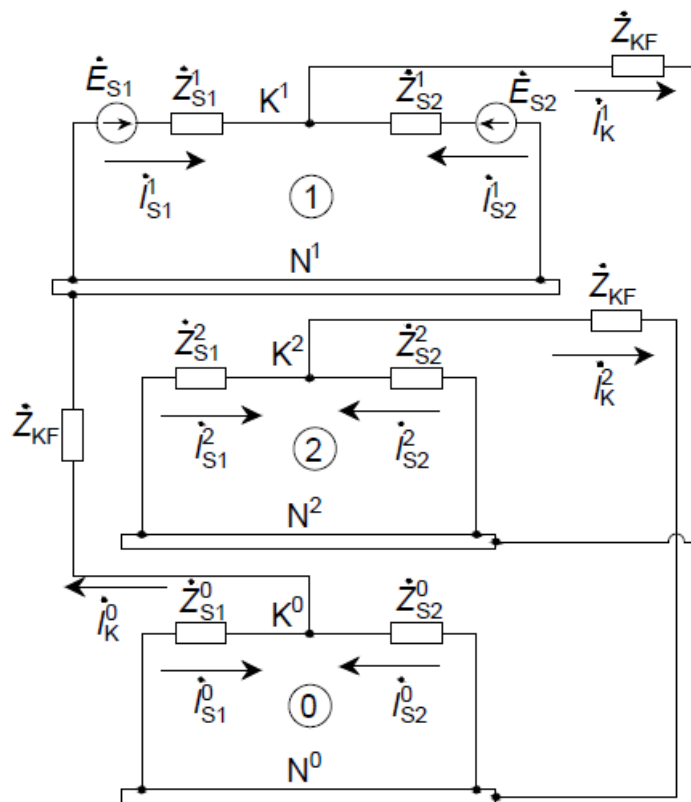 Ż_KF
Ė_S1 Ż¹_S1 K¹ Ż¹_S2 Ė_S2
İ¹_K
İ¹_S1 1 İ¹_S2
N¹
Ż_KF
Ż²_S1 K² Ż²_S2
İ²_K
Ż_KF
İ²_S1 2 İ²_S2
N²
İ⁰_K Ż⁰_S1 K⁰ Ż⁰_S2
İ⁰_S1 0 İ⁰_S2
N⁰